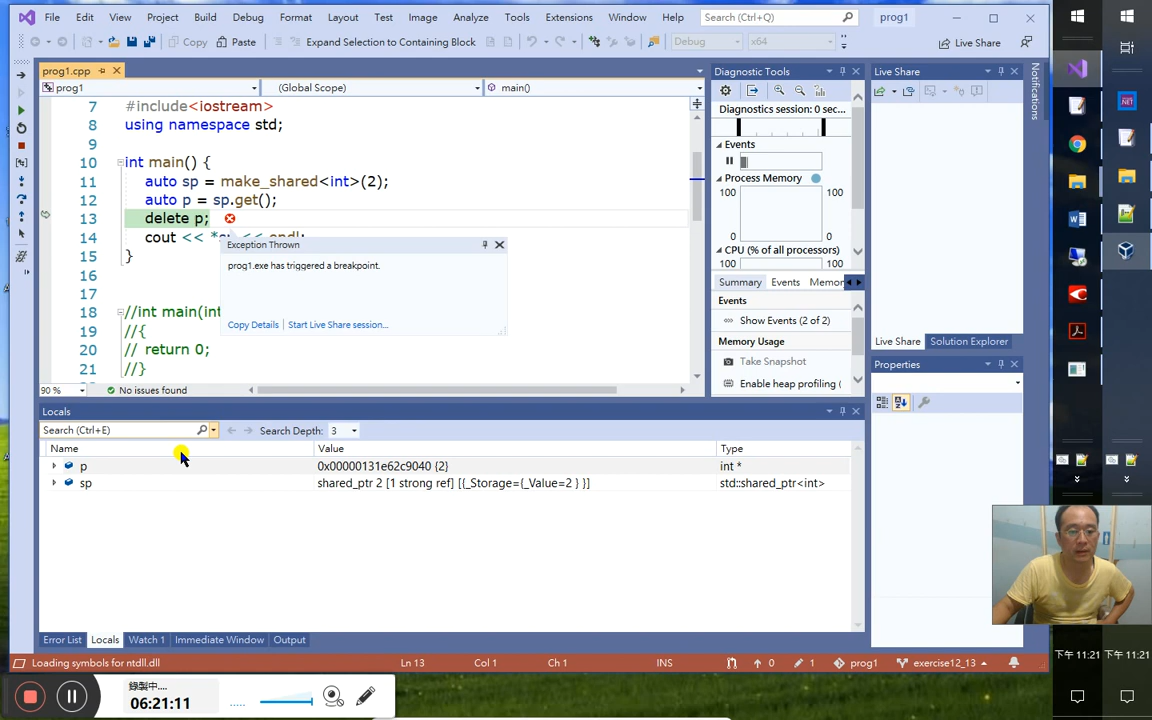 File Edit View Project Build Debug Format Layout Test Image Analyze Tools Extensions Window Help Search (Ctrl+Q) prog1
Copy Paste Expand Selection to Containing Block Debug x64 Live Share
prog1.cpp
prog1 (Global Scope) main()
7 #include<iostream>
8 using namespace std;
9
10 int main() {
11 auto sp = make_shared<int>(2);
12 auto p = sp.get();
13 delete p;
14 cout <<
15 }
16
17
18 //int main(int
19 //{
20 // return 0;
21 //}
Exception Thrown
prog1.exe has triggered a breakpoint.
Copy Details Start Live Share session...
90 % No issues found
Diagnostic Tools
Diagnostics session: 0 sec...
Events
Process Memory
100 100
0 0
CPU (% of all processors)
100 100
Summary Events Memor
Events
Show Events (2 of 2)
Memory Usage
Take Snapshot
Enable heap profiling (
Live Share
Live Share Solution Explorer
Properties
Notifications
Locals
Search (Ctrl+E) Search Depth: 3
Name Value Type
p 0x00000131e62c9040 {2} int *
sp shared_ptr 2 [1 strong ref] [{_Storage={_Value=2 } }] std::shared_ptr<int>
Error List Locals Watch 1 Immediate Window Output
Loading symbols for ntdll.dll Ln 13 Col 1 Ch 1 INS 0 1 prog1 exercise12_13
錄製中....
06:21:11
下午 11:21 下午 11:21